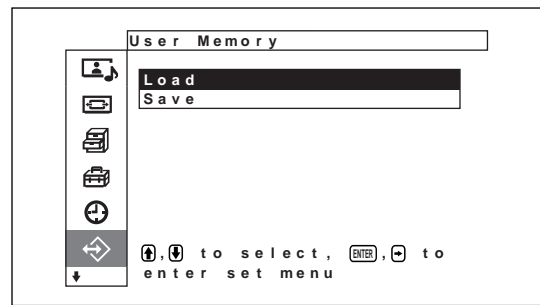 User Memory
Load
Save
↑,↓ to select, ENTER,→ to
enter set menu